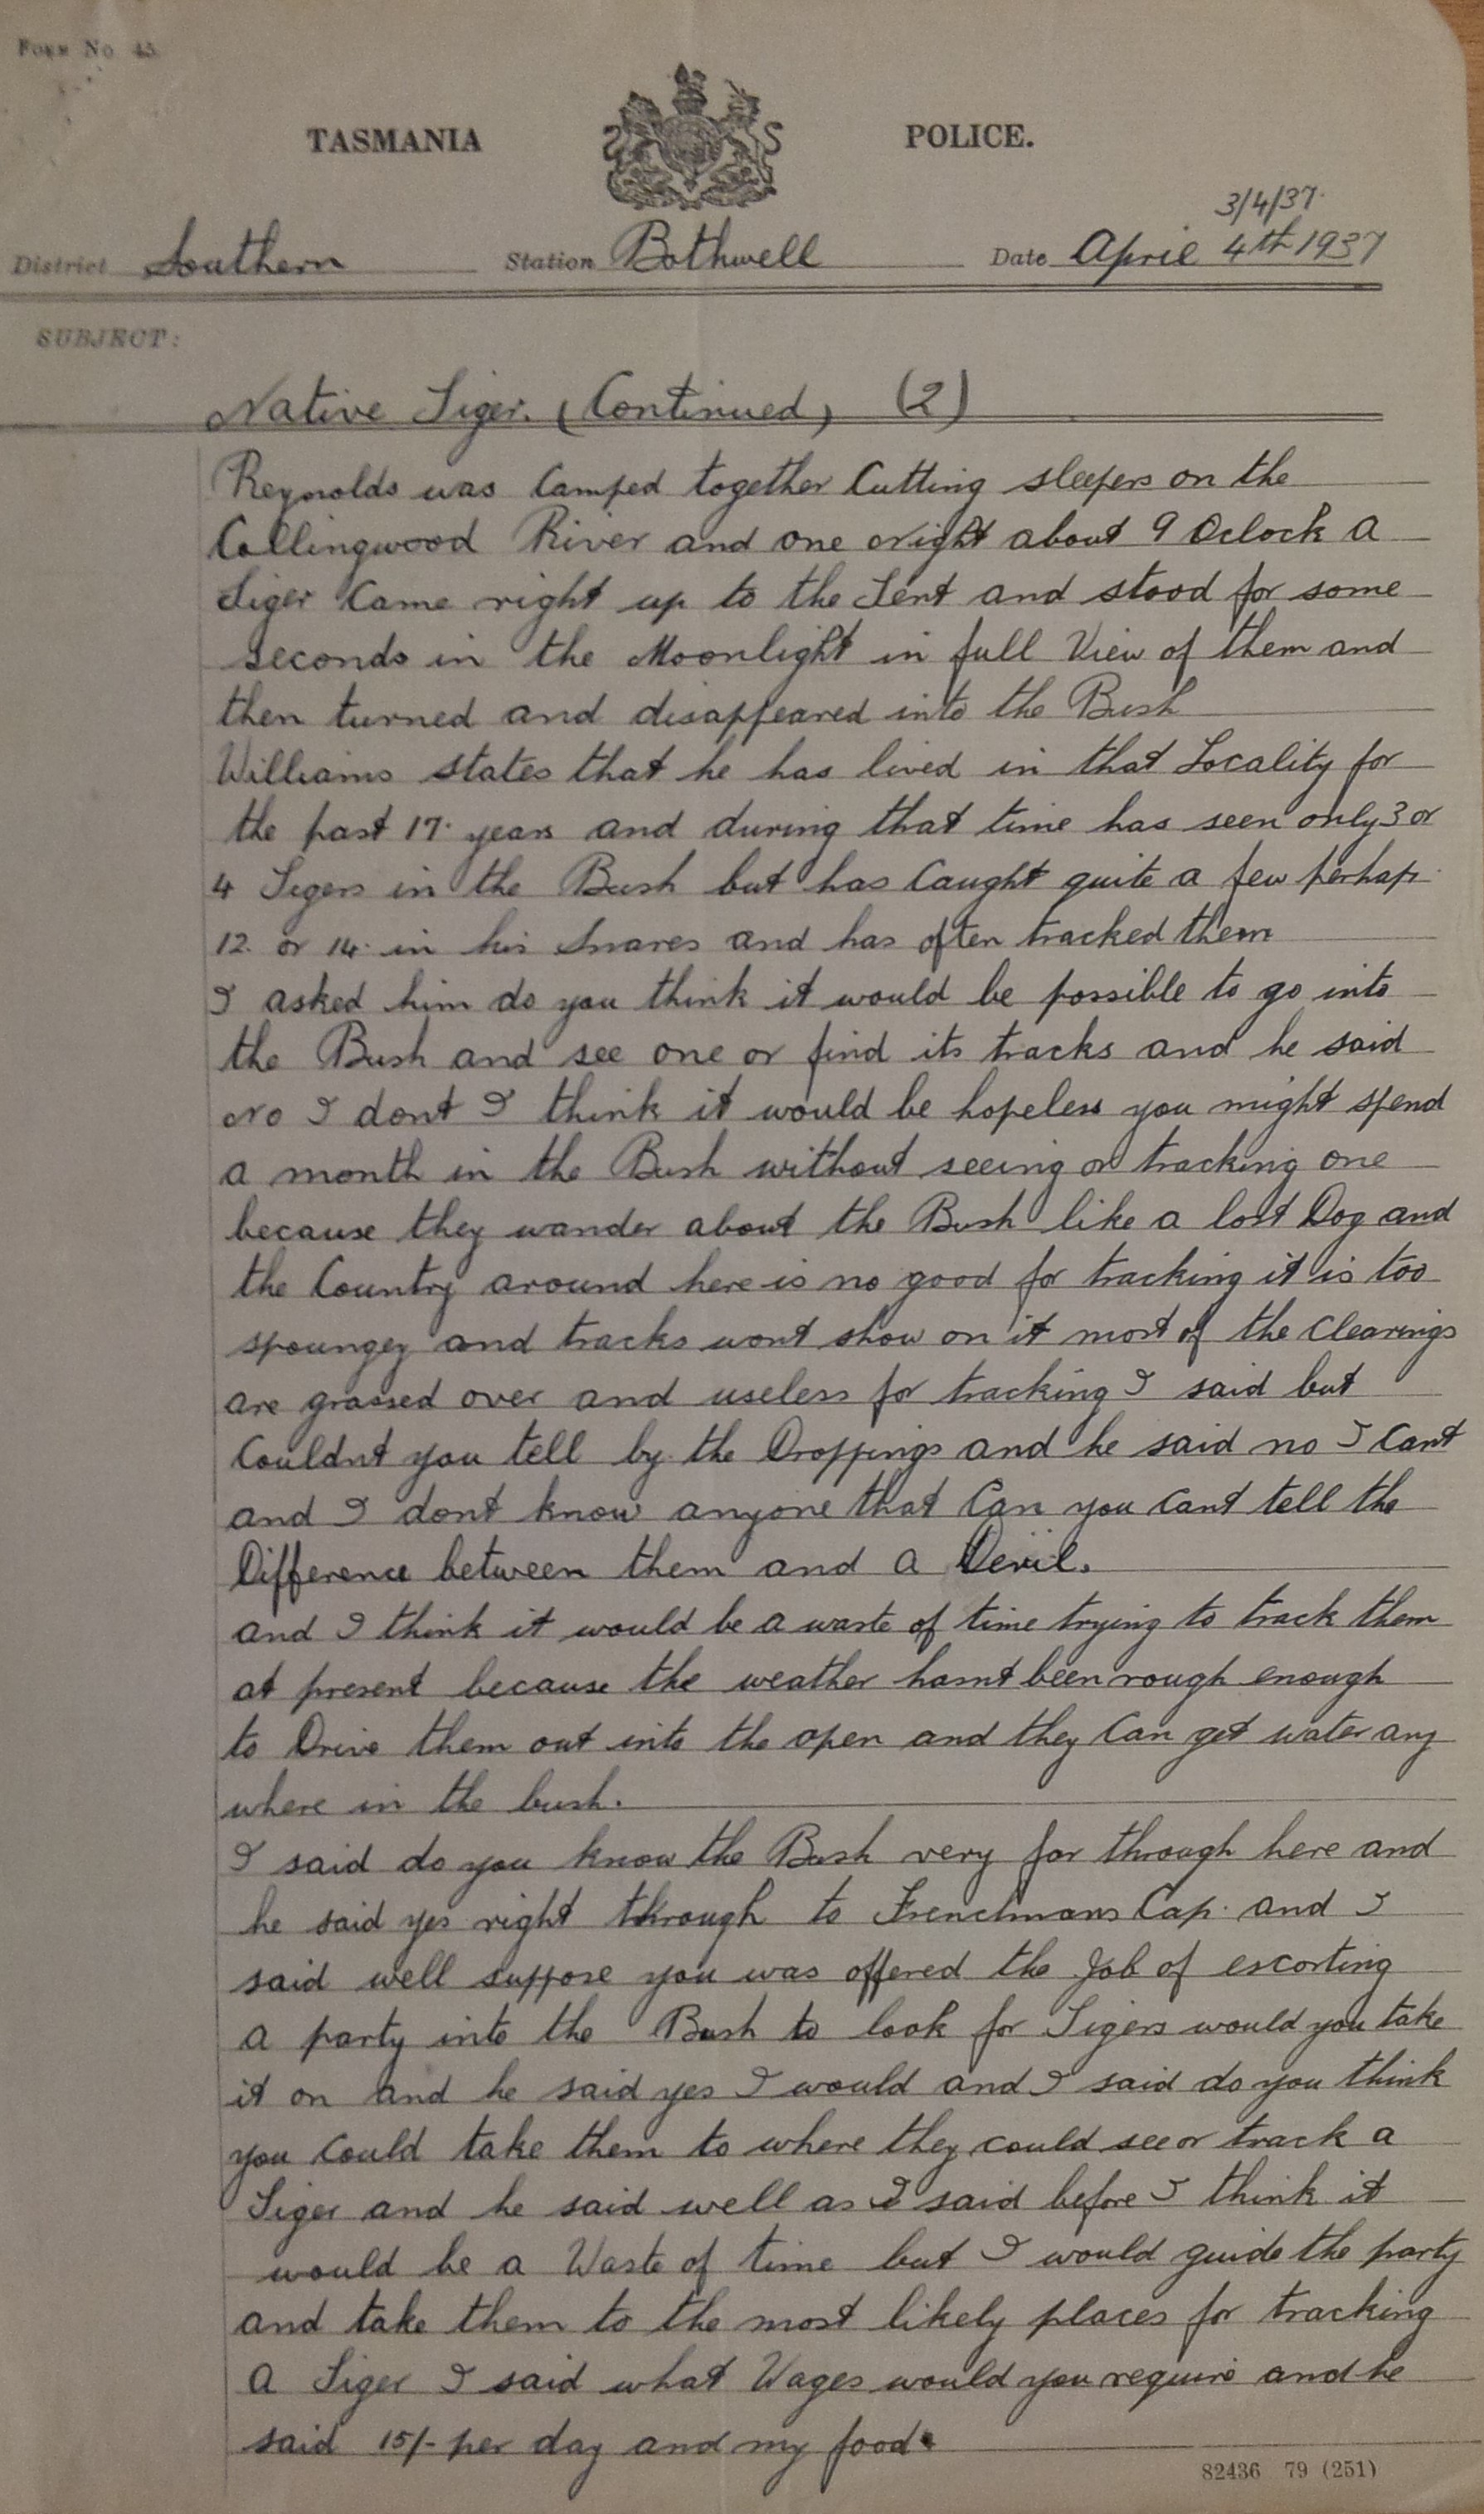 Form No 45.
TASMANIA POLICE.
3/4/37.
District Southern Station Bothwell Date April 4th 1937
SUBJECT:
Native Tiger. (Continued) (2)
Reynolds was Camped together Cutting sleepers on the
Collingwood River and one night about 9 Oclock a
Tiger Came right up to the Tent and stood for some
seconds in the Moonlight in full View of them and
then turned and disappeared into the Bush
Williams states that he has lived in that Locality for
the past 17. years and during that time has seen only 3 or
4 Tigers in the Bush but has Caught quite a few perhaps
12. or 14. in his Snares and has often tracked them
I asked him do you think it would be possible to go into
the Bush and see one or find its tracks and he said
No I dont I think it would be hopeless you might spend
a month in the Bush without seeing or tracking one
because they wander about the Bush like a lost Dog and
the Country around here is no good for tracking it is too
spoungey and tracks wont show on it most of the Clearings
are grassed over and useless for tracking I said but
Couldnt you tell by the Droppings and he said no I Cant
and I dont know anyone that Can you Cant tell the
Difference between them and a Devil.
and I think it would be a waste of time trying to track them
at present because the weather hasnt been rough enough
to Drive them out into the open and they Can get water any
where in the bush.
I said do you know the Bush very far through here and
he said yes right through to Frenchmans Cap. and I
said well suppose you was offered the Job of escorting
a party into the Bush to look for Tigers would you take
it on and he said yes I would and I said do you think
you Could take them to where they could see or track a
Tiger and he said well as I said before I think it
would be a Waste of time but I would guide the party
and take them to the most likely places for tracking
a Tiger I said what Wages would you require and he
said 15/- per day and my food.
82436 79 (251)